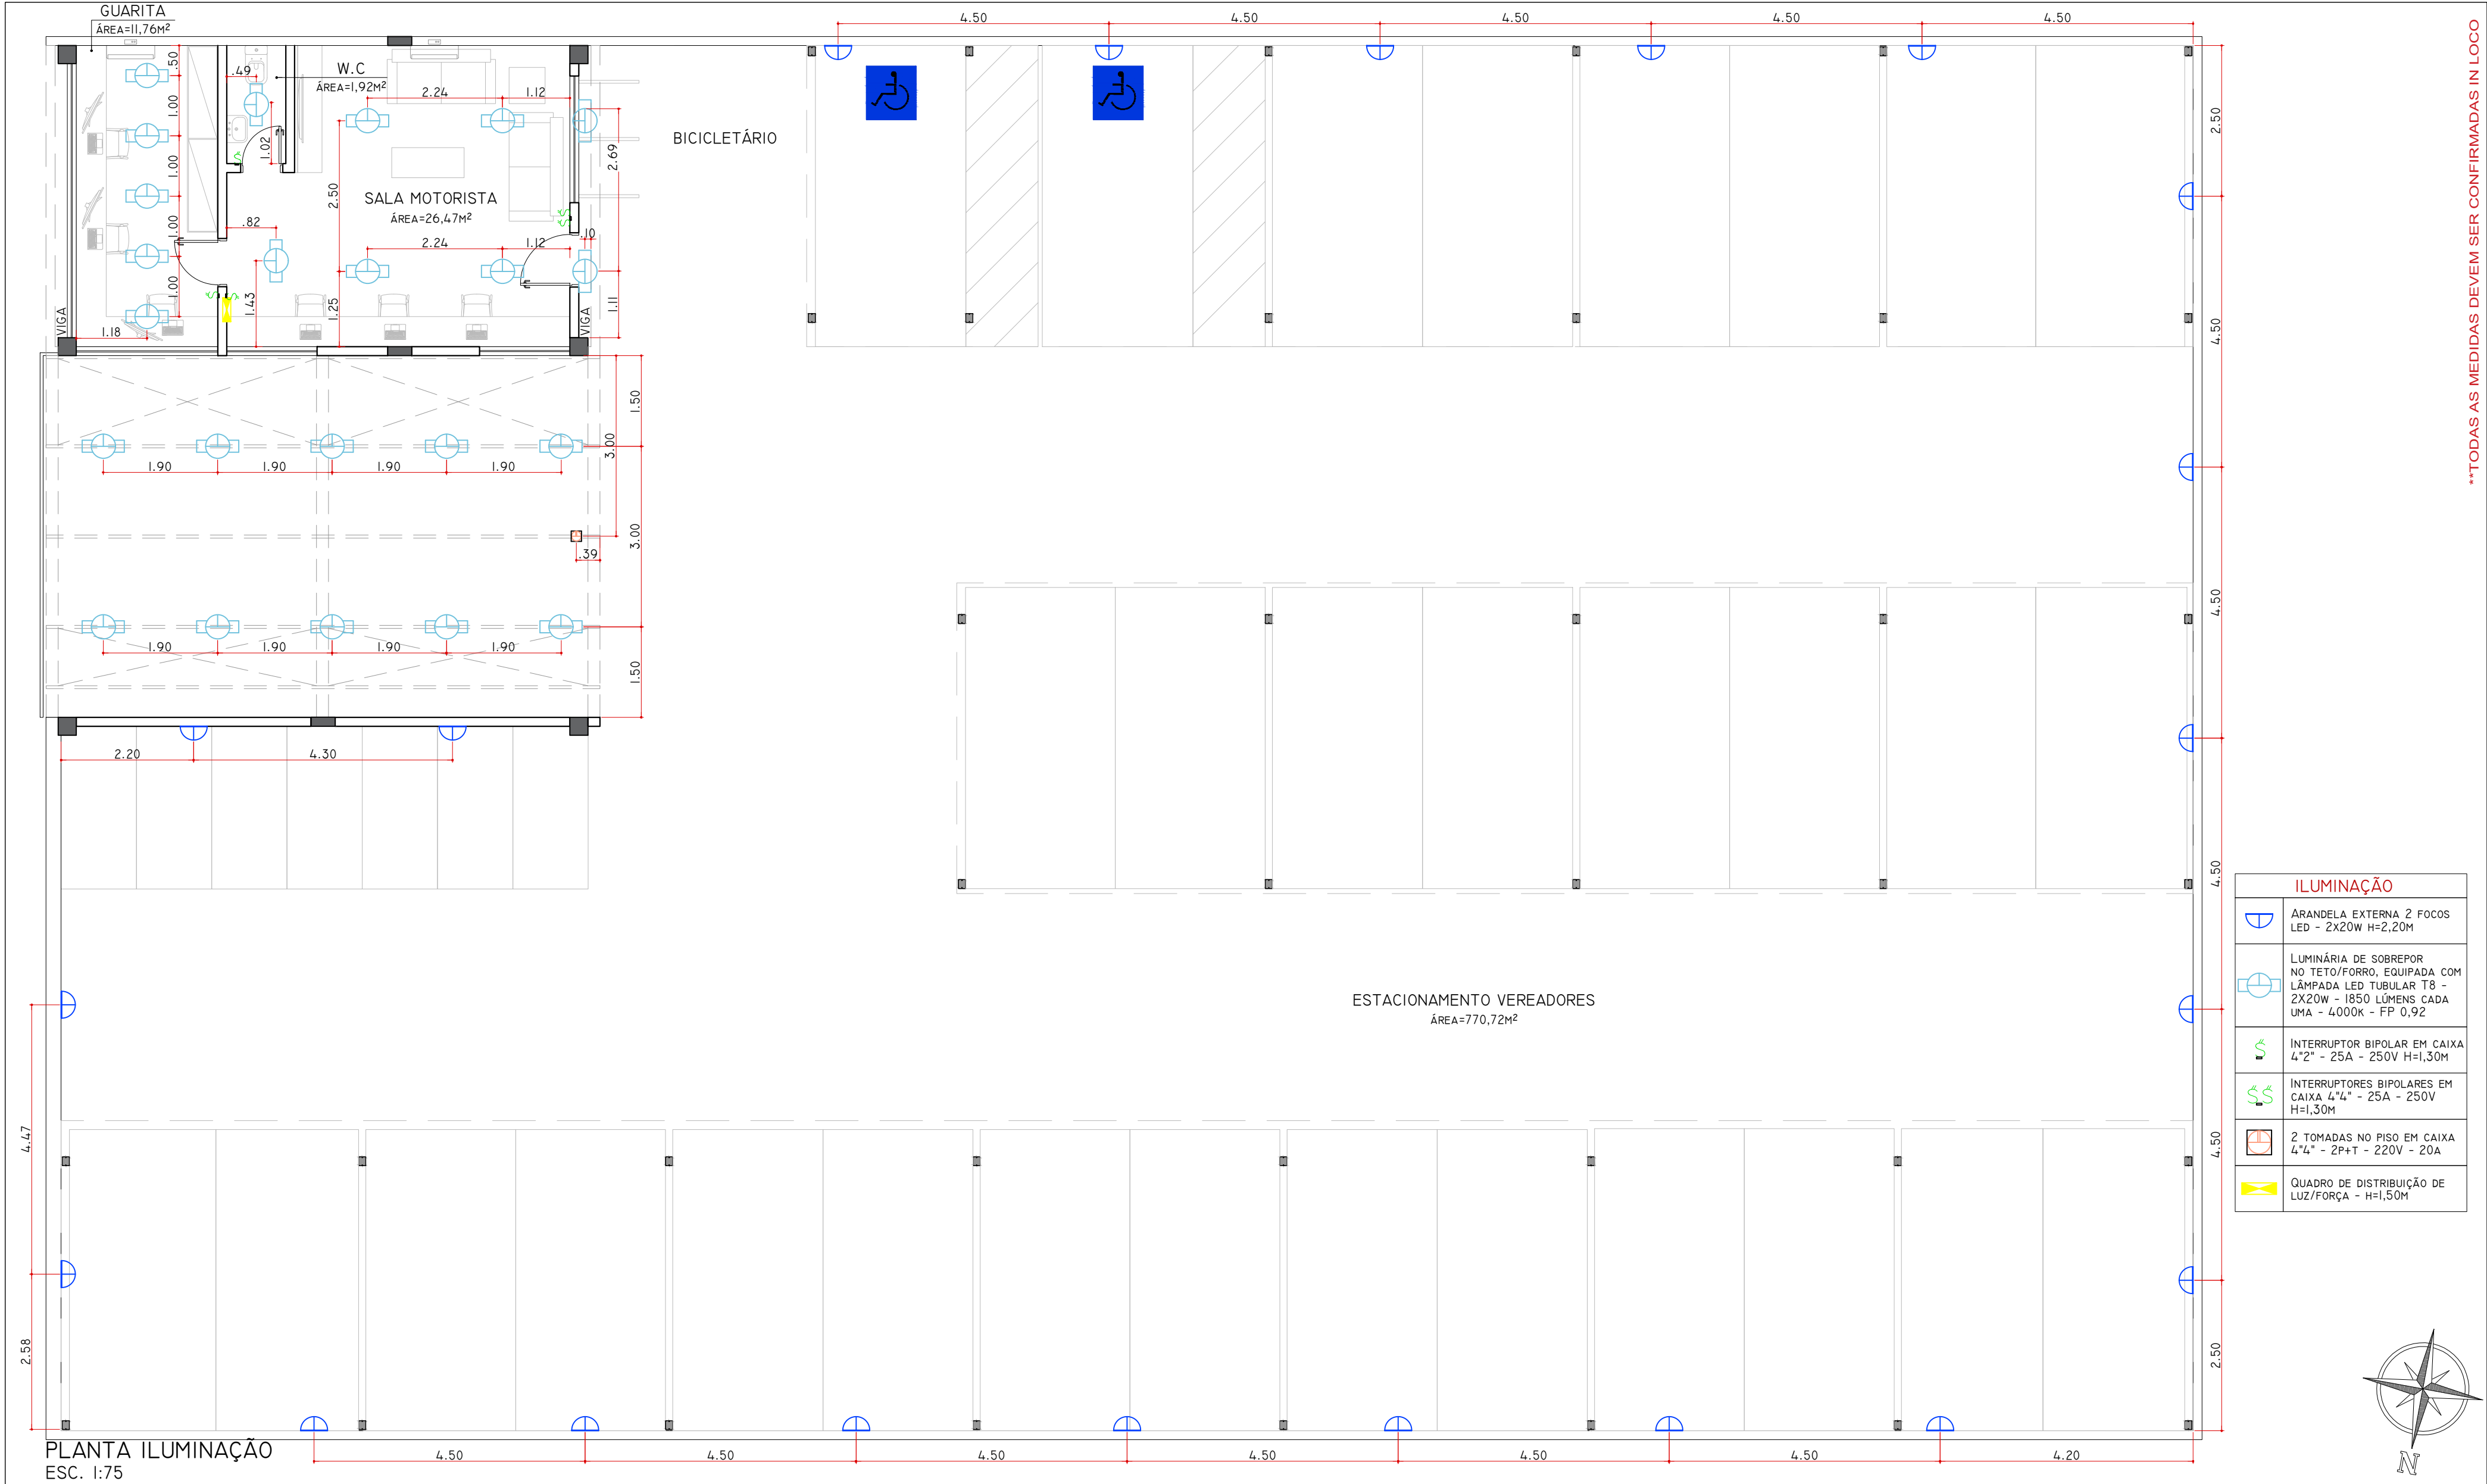 GUARITA
ÁREA=11,76M²
W.C
ÁREA=1,92M²
SALA MOTORISTA
ÁREA=26,47M²
BICICLETÁRIO
4.50
4.50
4.50
4.50
4.50
**TODAS AS MEDIDAS DEVEM SER CONFIRMADAS IN LOCO
.50
1.00
1.00
1.00
1.00
.49
1.02
.82
1.43
1.18
2.24
1.12
2.50
2.24
1.12
1.25
.10
2.69
1.11
VIGA
VIGA
1.50
3.00
3.00
1.50
.39
1.90
1.90
1.90
1.90
1.90
1.90
1.90
1.90
2.20
4.30
2.50
4.50
4.50
4.50
4.50
2.50
4.47
2.58
ESTACIONAMENTO VEREADORES
ÁREA=770,72M²
ILUMINAÇÃO
ARANDELA EXTERNA 2 FOCOS
LED - 2X20W H=2,20M
LUMINÁRIA DE SOBREPOR
NO TETO/FORRO, EQUIPADA COM
LÂMPADA LED TUBULAR T8 -
2X20W - 1850 LÚMENS CADA
UMA - 4000K - FP 0,92
INTERRUPTOR BIPOLAR EM CAIXA
4"2" - 25A - 250V H=1,30M
INTERRUPTORES BIPOLARES EM
CAIXA 4"4" - 25A - 250V
H=1,30M
2 TOMADAS NO PISO EM CAIXA
4"4" - 2P+T - 220V - 20A
QUADRO DE DISTRIBUIÇÃO DE
LUZ/FORÇA - H=1,50M
N
4.50
4.50
4.50
4.50
4.50
4.50
4.20
PLANTA ILUMINAÇÃO
ESC. 1:75